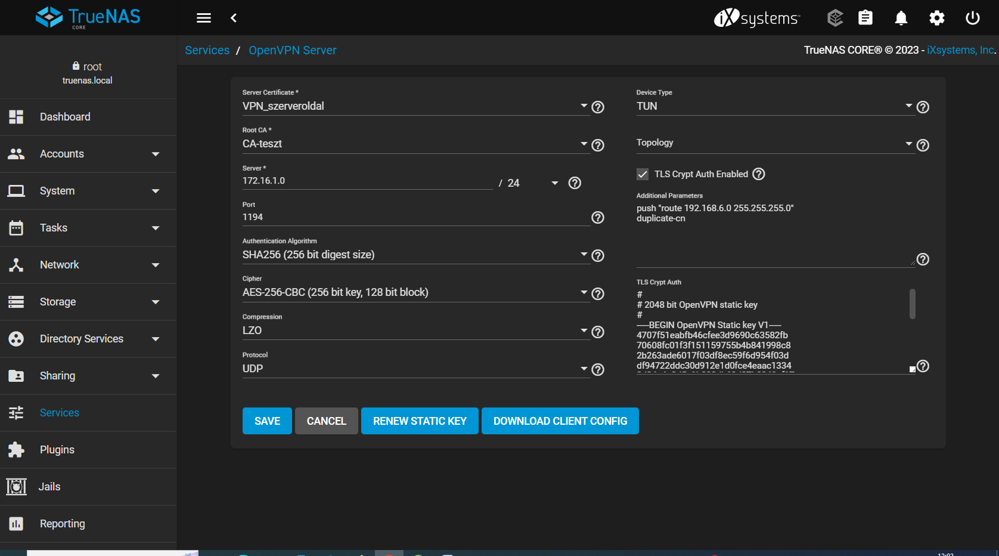 TrueNAS
CORE
iXsystems™
root
truenas.local
Services / OpenVPN Server
TrueNAS CORE® © 2023 - iXsystems, Inc.
Dashboard
Accounts
System
Tasks
Network
Storage
Directory Services
Sharing
Services
Plugins
Jails
Reporting
Server Certificate *
VPN_szerveroldal
Root CA *
CA-teszt
Server *
172.16.1.0 / 24
Port
1194
Authentication Algorithm
SHA256 (256 bit digest size)
Cipher
AES-256-CBC (256 bit key, 128 bit block)
Compression
LZO
Protocol
UDP
Device Type
TUN
Topology
TLS Crypt Auth Enabled
Additional Parameters
push "route 192.168.6.0 255.255.255.0"
duplicate-cn
TLS Crypt Auth
#
# 2048 bit OpenVPN static key
#
-----BEGIN OpenVPN Static key V1-----
4707f51eabfb46cfee3d9690c63582fb
70608fc01f3f151159755b4b841998c8
2b263ade6017f03df8ec59f6d954f03d
df94722ddc30d912e1d0fce4eaac1334
SAVE
CANCEL
RENEW STATIC KEY
DOWNLOAD CLIENT CONFIG